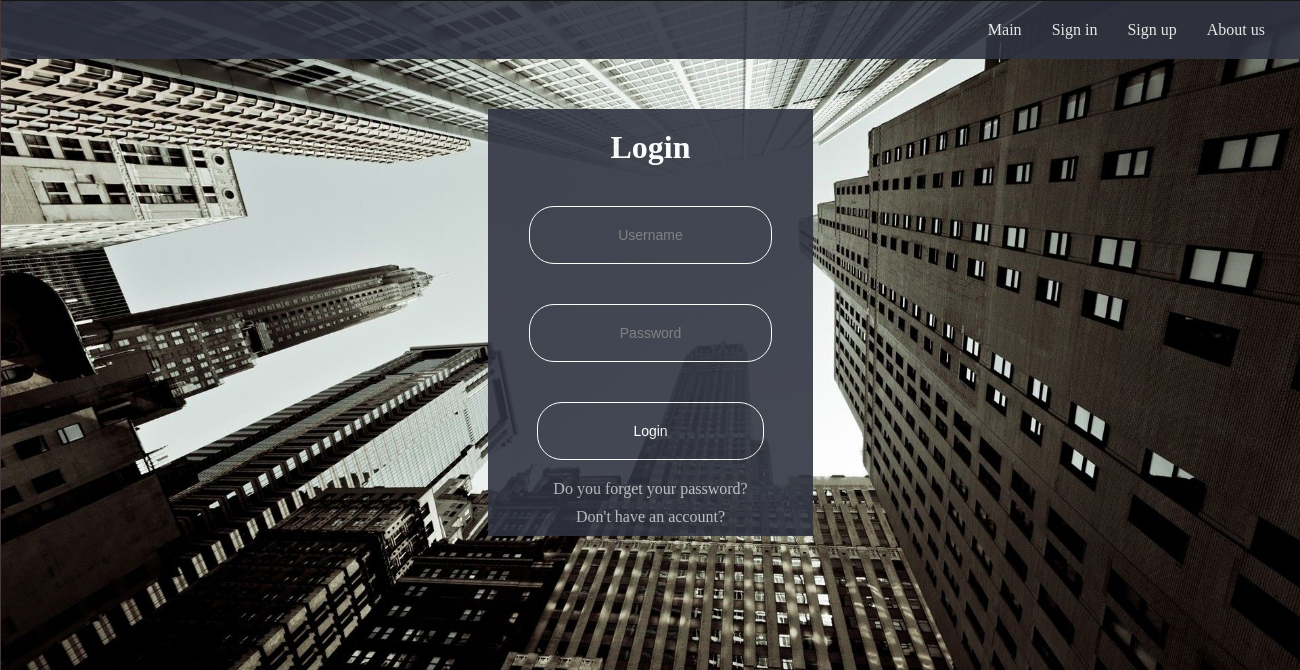 Main Sign in Sign up About us
Login
Username
Password
Login
Do you forget your password?
Don't have an account?